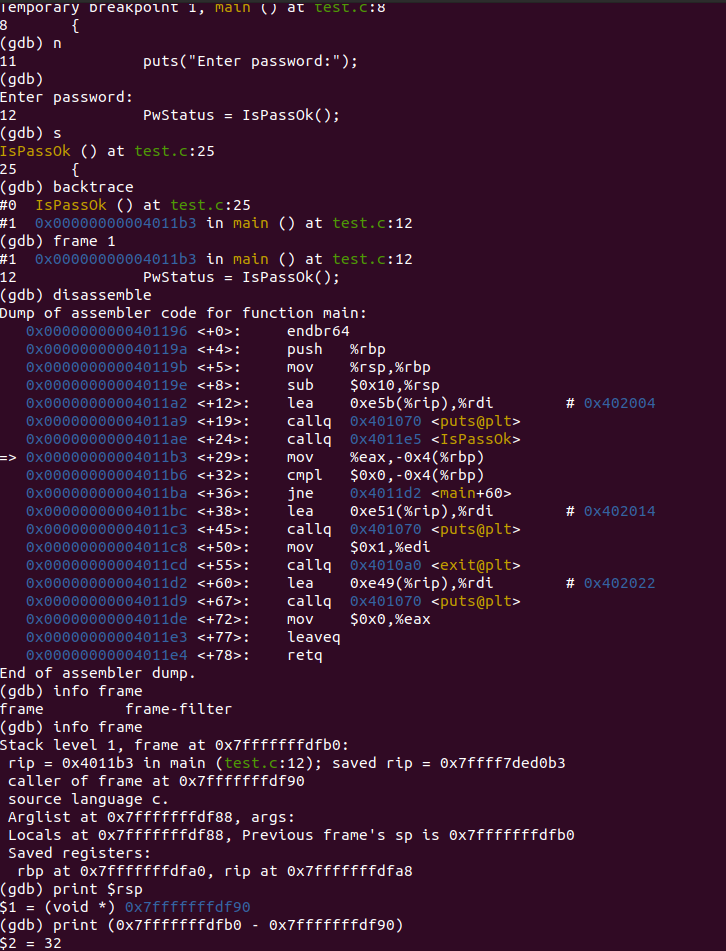 Temporary breakpoint 1, main () at test.c:8
8       {
(gdb) n
11              puts("Enter password:");
(gdb)
Enter password:
12              PwStatus = IsPassOk();
(gdb) s
IsPassOk () at test.c:25
25      {
(gdb) backtrace
#0  IsPassOk () at test.c:25
#1  0x00000000004011b3 in main () at test.c:12
(gdb) frame 1
#1  0x00000000004011b3 in main () at test.c:12
12              PwStatus = IsPassOk();
(gdb) disassemble
Dump of assembler code for function main:
   0x0000000000401196 <+0>:     endbr64
   0x000000000040119a <+4>:     push   %rbp
   0x000000000040119b <+5>:     mov    %rsp,%rbp
   0x000000000040119e <+8>:     sub    $0x10,%rsp
   0x00000000004011a2 <+12>:    lea    0xe5b(%rip),%rdi        # 0x402004
   0x00000000004011a9 <+19>:    callq  0x401070 <puts@plt>
   0x00000000004011ae <+24>:    callq  0x4011e5 <IsPassOk>
=> 0x00000000004011b3 <+29>:    mov    %eax,-0x4(%rbp)
   0x00000000004011b6 <+32>:    cmpl   $0x0,-0x4(%rbp)
   0x00000000004011ba <+36>:    jne    0x4011d2 <main+60>
   0x00000000004011bc <+38>:    lea    0xe51(%rip),%rdi        # 0x402014
   0x00000000004011c3 <+45>:    callq  0x401070 <puts@plt>
   0x00000000004011c8 <+50>:    mov    $0x1,%edi
   0x00000000004011cd <+55>:    callq  0x4010a0 <exit@plt>
   0x00000000004011d2 <+60>:    lea    0xe49(%rip),%rdi        # 0x402022
   0x00000000004011d9 <+67>:    callq  0x401070 <puts@plt>
   0x00000000004011de <+72>:    mov    $0x0,%eax
   0x00000000004011e3 <+77>:    leaveq
   0x00000000004011e4 <+78>:    retq
End of assembler dump.
(gdb) info frame
frame         frame-filter
(gdb) info frame
Stack level 1, frame at 0x7fffffffdfb0:
 rip = 0x4011b3 in main (test.c:12); saved rip = 0x7ffff7ded0b3
 caller of frame at 0x7fffffffdf90
 source language c.
 Arglist at 0x7fffffffdf88, args:
 Locals at 0x7fffffffdf88, Previous frame's sp is 0x7fffffffdfb0
 Saved registers:
  rbp at 0x7fffffffdfa0, rip at 0x7fffffffdfa8
(gdb) print $rsp
$1 = (void *) 0x7fffffffdf90
(gdb) print (0x7fffffffdfb0 - 0x7fffffffdf90)
$2 = 32